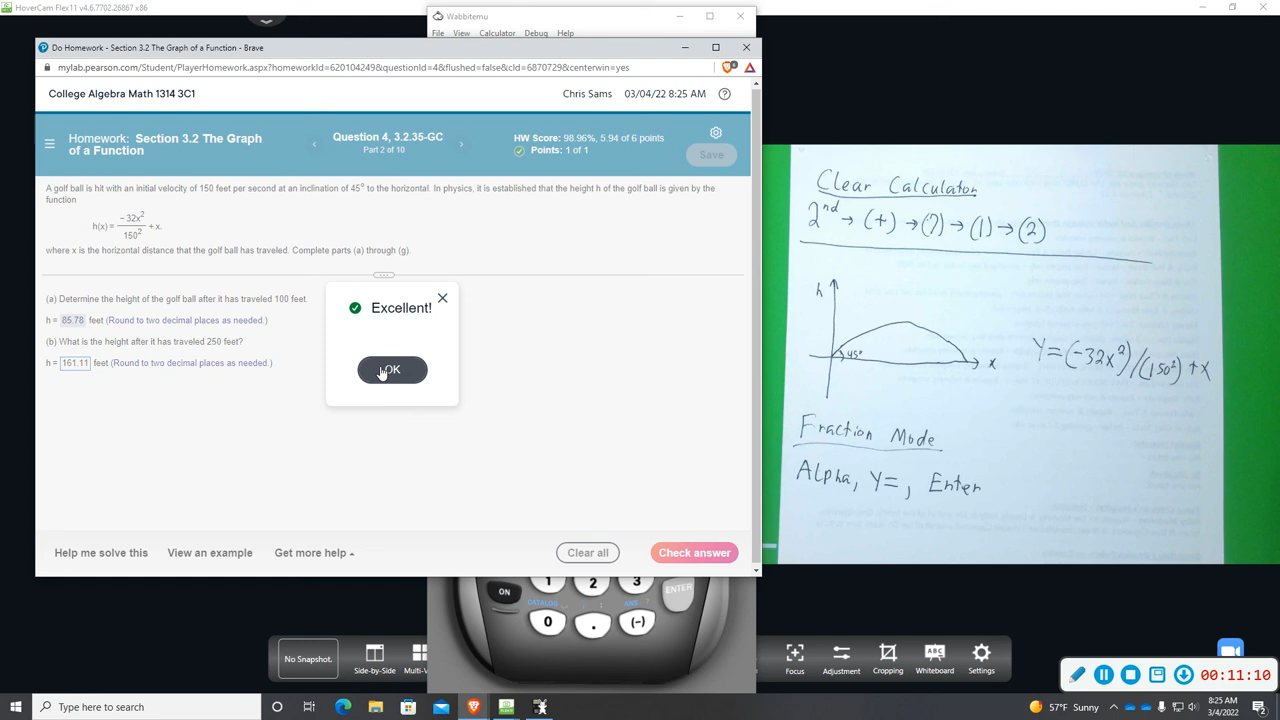 HoverCam Flex11 v4.6.7702.26867 x86
Wabbitemu
File View Calculator Debug Help
Do Homework - Section 3.2 The Graph of a Function - Brave
mylab.pearson.com/Student/PlayerHomework.aspx?homeworkId=620104249&questionId=4&flushed=false&cId=6870729&centerwin=yes
College Algebra Math 1314 3C1
Chris Sams 03/04/22 8:25 AM
Homework: Section 3.2 The Graph of a Function
Question 4, 3.2.35-GC
Part 2 of 10
HW Score: 98.96%, 5.94 of 6 points
Points: 1 of 1
Save
A golf ball is hit with an initial velocity of 150 feet per second at an inclination of 45° to the horizontal. In physics, it is established that the height h of the golf ball is given by the
function
h(x) = −32x² / 150² + x.
where x is the horizontal distance that the golf ball has traveled. Complete parts (a) through (g).
(a) Determine the height of the golf ball after it has traveled 100 feet.
h = 85.78 feet (Round to two decimal places as needed.)
(b) What is the height after it has traveled 250 feet?
h = 161.11 feet (Round to two decimal places as needed.)
Excellent!
OK
Help me solve this View an example Get more help
Clear all
Check answer
Clear Calculator
2nd → (+) → (7) → (1) → (2)
h
45°
x
Y=(-32x²)/(150²)+x
Fraction Mode
Alpha, Y= , Enter
ON 1 2 3 ENTER
CATALOG i : ANS ?
0 . (−)
No Snapshot.
Side-by-Side
Multi-V
Focus
Adjustment
Cropping
Whiteboard
Settings
00:11:10
Type here to search
57°F Sunny
8:25 AM
3/4/2022
2